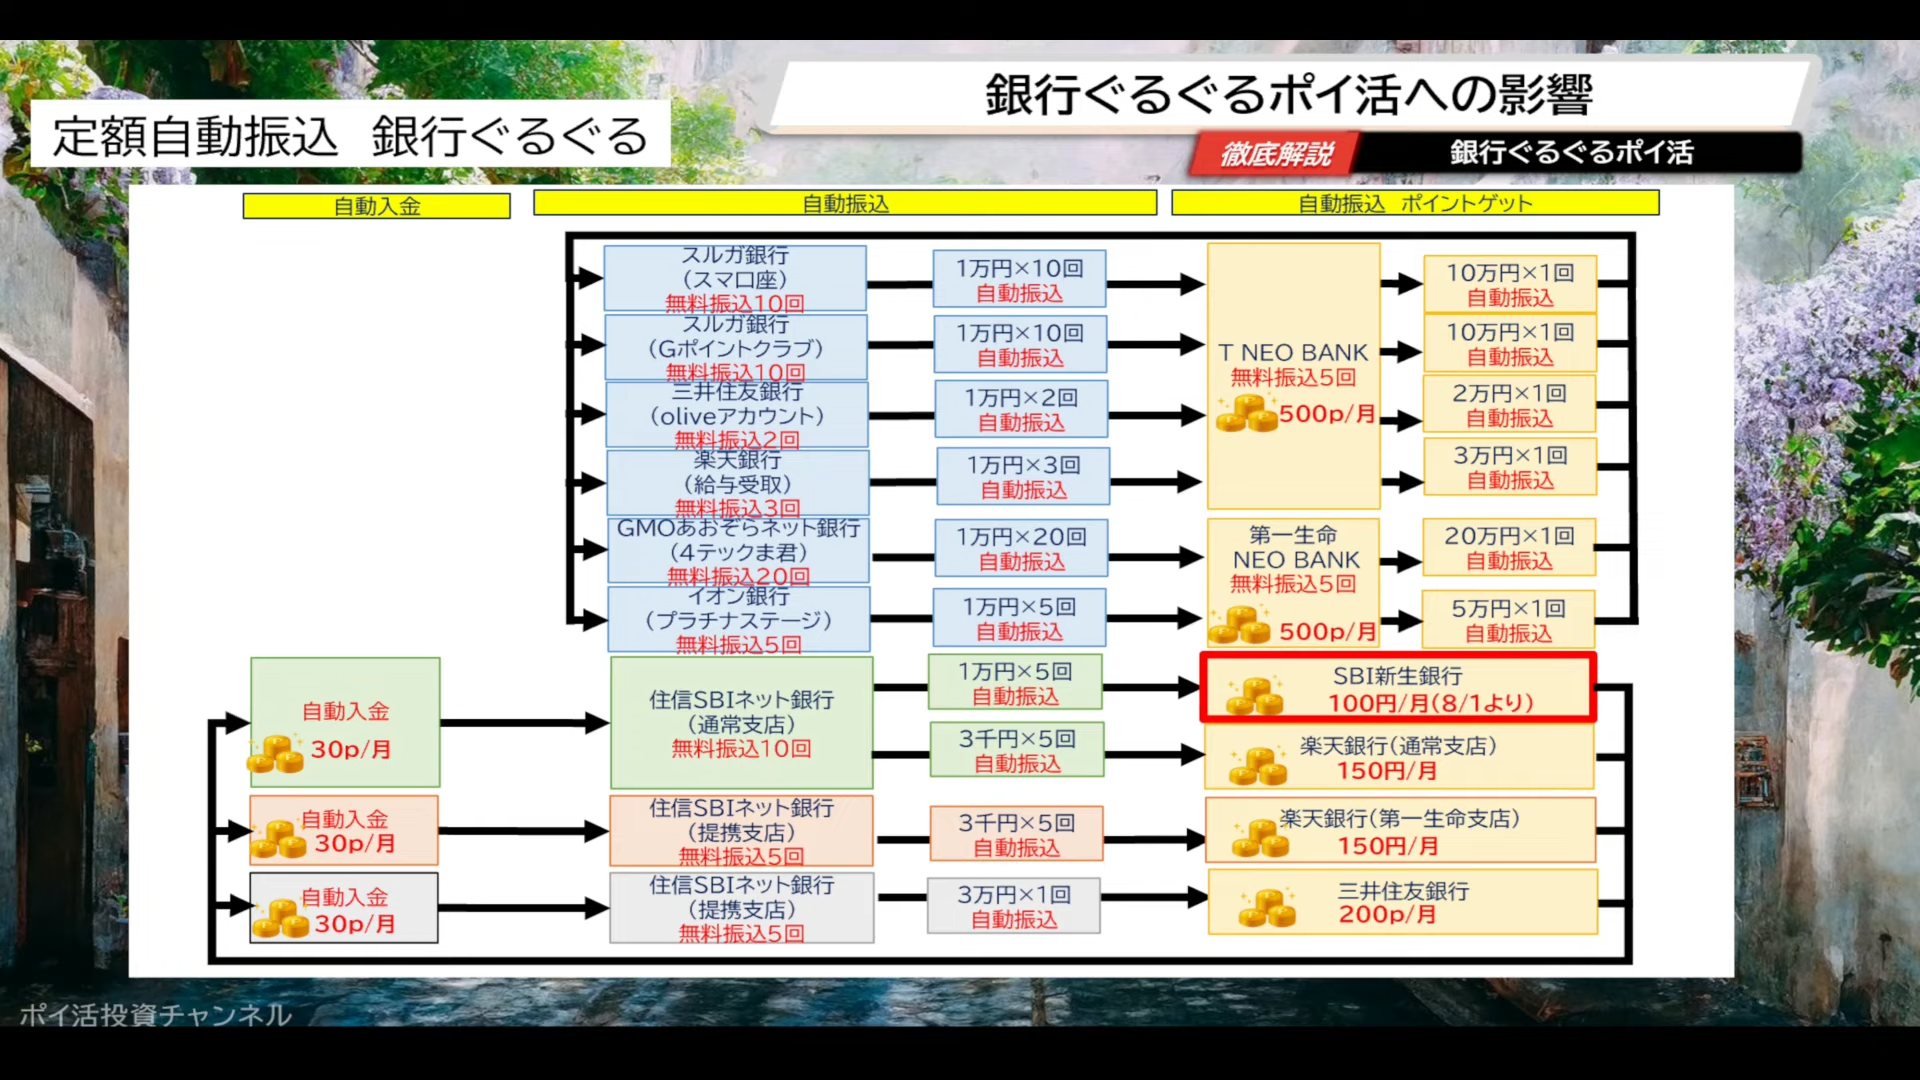 銀行ぐるぐるポイ活への影響
定額自動振込 銀行ぐるぐる
徹底解説 銀行ぐるぐるポイ活
自動入金
自動振込
自動振込 ポイントゲット
スルガ銀行
(スマ口座)
無料振込10回
1万円×10回
自動振込
スルガ銀行
(Gポイントクラブ)
無料振込10回
1万円×10回
自動振込
三井住友銀行
(oliveアカウント)
無料振込2回
1万円×2回
自動振込
楽天銀行
(給与受取)
無料振込3回
1万円×3回
自動振込
T NEO BANK
無料振込5回
500p/月
10万円×1回
自動振込
10万円×1回
自動振込
2万円×1回
自動振込
3万円×1回
自動振込
GMOあおぞらネット銀行
(4テックま君)
無料振込20回
1万円×20回
自動振込
イオン銀行
(プラチナステージ)
無料振込5回
1万円×5回
自動振込
第一生命
NEO BANK
無料振込5回
500p/月
20万円×1回
自動振込
5万円×1回
自動振込
自動入金
30p/月
住信SBIネット銀行
(通常支店)
無料振込10回
1万円×5回
自動振込
SBI新生銀行
100円/月(8/1より)
3千円×5回
自動振込
楽天銀行(通常支店)
150円/月
自動入金
30p/月
住信SBIネット銀行
(提携支店)
無料振込5回
3千円×5回
自動振込
楽天銀行(第一生命支店)
150円/月
自動入金
30p/月
住信SBIネット銀行
(提携支店)
無料振込5回
3万円×1回
自動振込
三井住友銀行
200p/月
ポイ活投資チャンネル